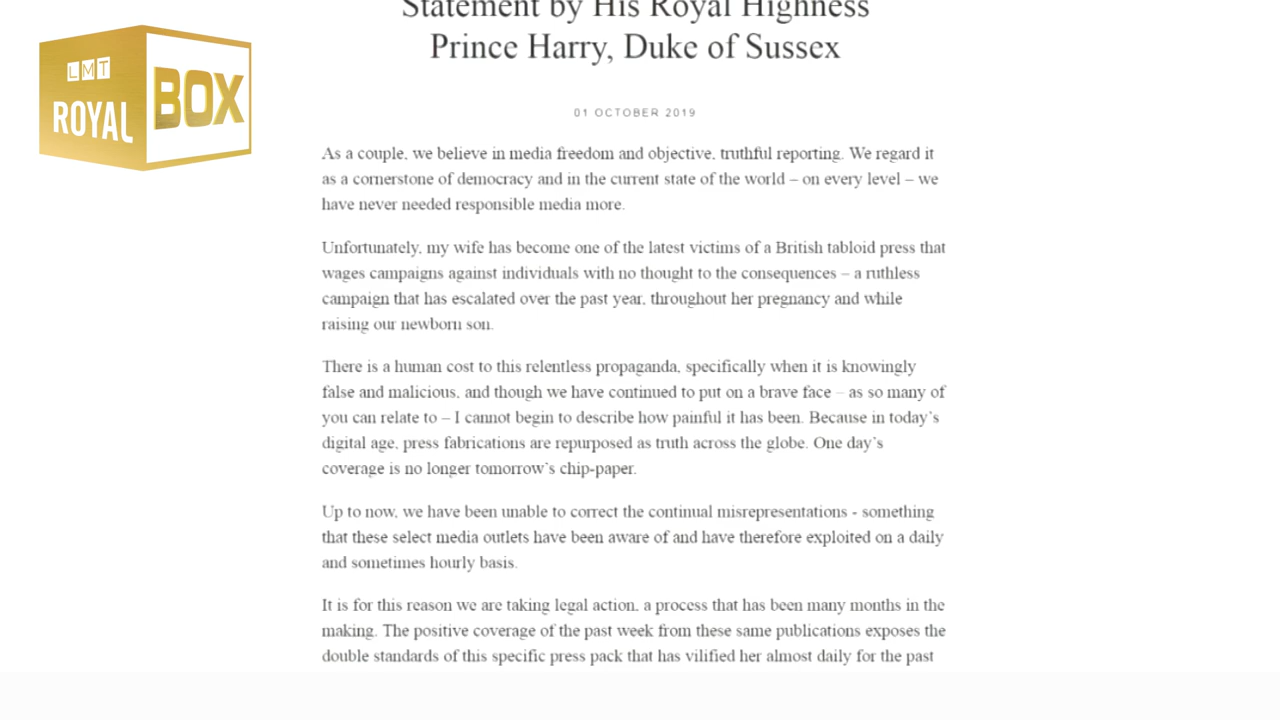 LMT
ROYAL
BOX
Statement by His Royal Highness
Prince Harry, Duke of Sussex
01 OCTOBER 2019
As a couple, we believe in media freedom and objective, truthful reporting. We regard it
as a cornerstone of democracy and in the current state of the world – on every level – we
have never needed responsible media more.
Unfortunately, my wife has become one of the latest victims of a British tabloid press that
wages campaigns against individuals with no thought to the consequences – a ruthless
campaign that has escalated over the past year, throughout her pregnancy and while
raising our newborn son.
There is a human cost to this relentless propaganda, specifically when it is knowingly
false and malicious, and though we have continued to put on a brave face – as so many of
you can relate to – I cannot begin to describe how painful it has been. Because in today's
digital age, press fabrications are repurposed as truth across the globe. One day's
coverage is no longer tomorrow's chip-paper.
Up to now, we have been unable to correct the continual misrepresentations - something
that these select media outlets have been aware of and have therefore exploited on a daily
and sometimes hourly basis.
It is for this reason we are taking legal action, a process that has been many months in the
making. The positive coverage of the past week from these same publications exposes the
double standards of this specific press pack that has vilified her almost daily for the past